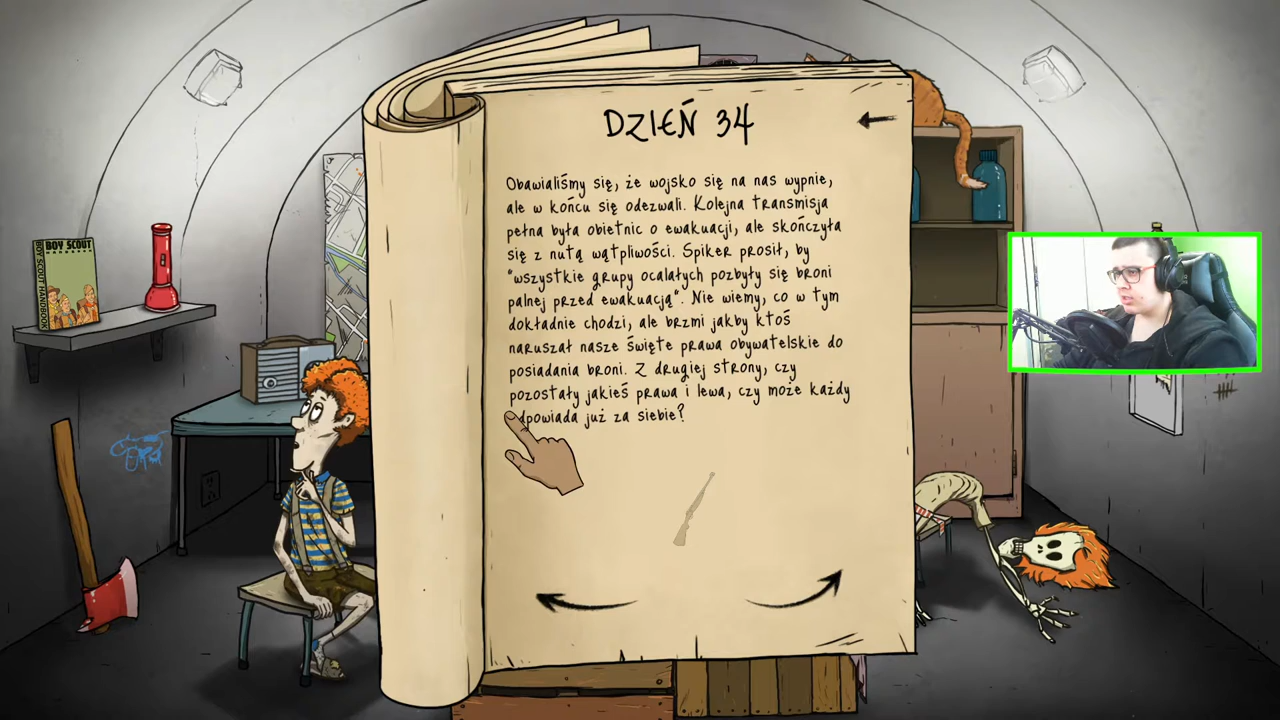 DZIEŃ 34
Obawialiśmy się, że wojsko się na nas wypnie,
ale w końcu się odezwali. Kolejna transmisja
pełna była obietnic o ewakuacji, ale skończyła
się z nutą wątpliwości. Spiker prosił, by
"wszystkie grupy ocalałych pozbyły się broni
palnej przed ewakuacją". Nie wiemy, co w tym
dokładnie chodzi, ale brzmi jakby ktoś
naruszał nasze święte prawa obywatelskie do
posiadania broni. Z drugiej strony, czy
pozostały jakieś prawa i lewa, czy może każdy
odpowiada już za siebie?
BOY SCOUT
BOY SCOUT HANDBOOK